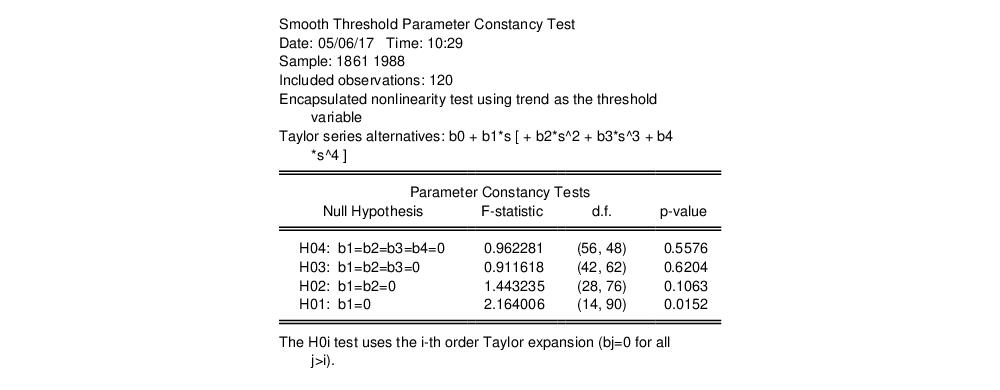 Smooth Threshold Parameter Constancy Test
Date: 05/06/17   Time: 10:29
Sample: 1861 1988
Included observations: 120
Encapsulated nonlinearity test using trend as the threshold
variable
Taylor series alternatives: b0 + b1*s [ + b2*s^2 + b3*s^3 + b4
*s^4 ]
Parameter Constancy Tests
Null Hypothesis F-statistic d.f. p-value
H04:  b1=b2=b3=b4=0 0.962281 (56, 48) 0.5576
H03:  b1=b2=b3=0 0.911618 (42, 62) 0.6204
H02:  b1=b2=0 1.443235 (28, 76) 0.1063
H01:  b1=0 2.164006 (14, 90) 0.0152
The H0i test uses the i-th order Taylor expansion (bj=0 for all
j>i).